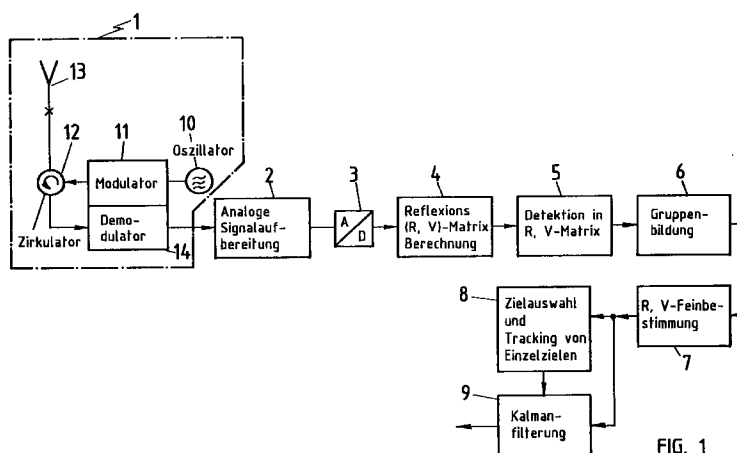 1
13
12
11
10
Oszillator
Modulator
Zirkulator
Demo-
dulator
14
2
Analoge
Signalauf-
bereitung
3
A
D
4
Reflexions
(R, V)-Matrix
Berechnung
5
Detektion in
R, V-Matrix
6
Gruppen-
bildung
8
Zielauswahl
und
Tracking von
Einzelzielen
R, V-Feinbe-
stimmung
7
9
Kalman-
filterung
FIG. 1